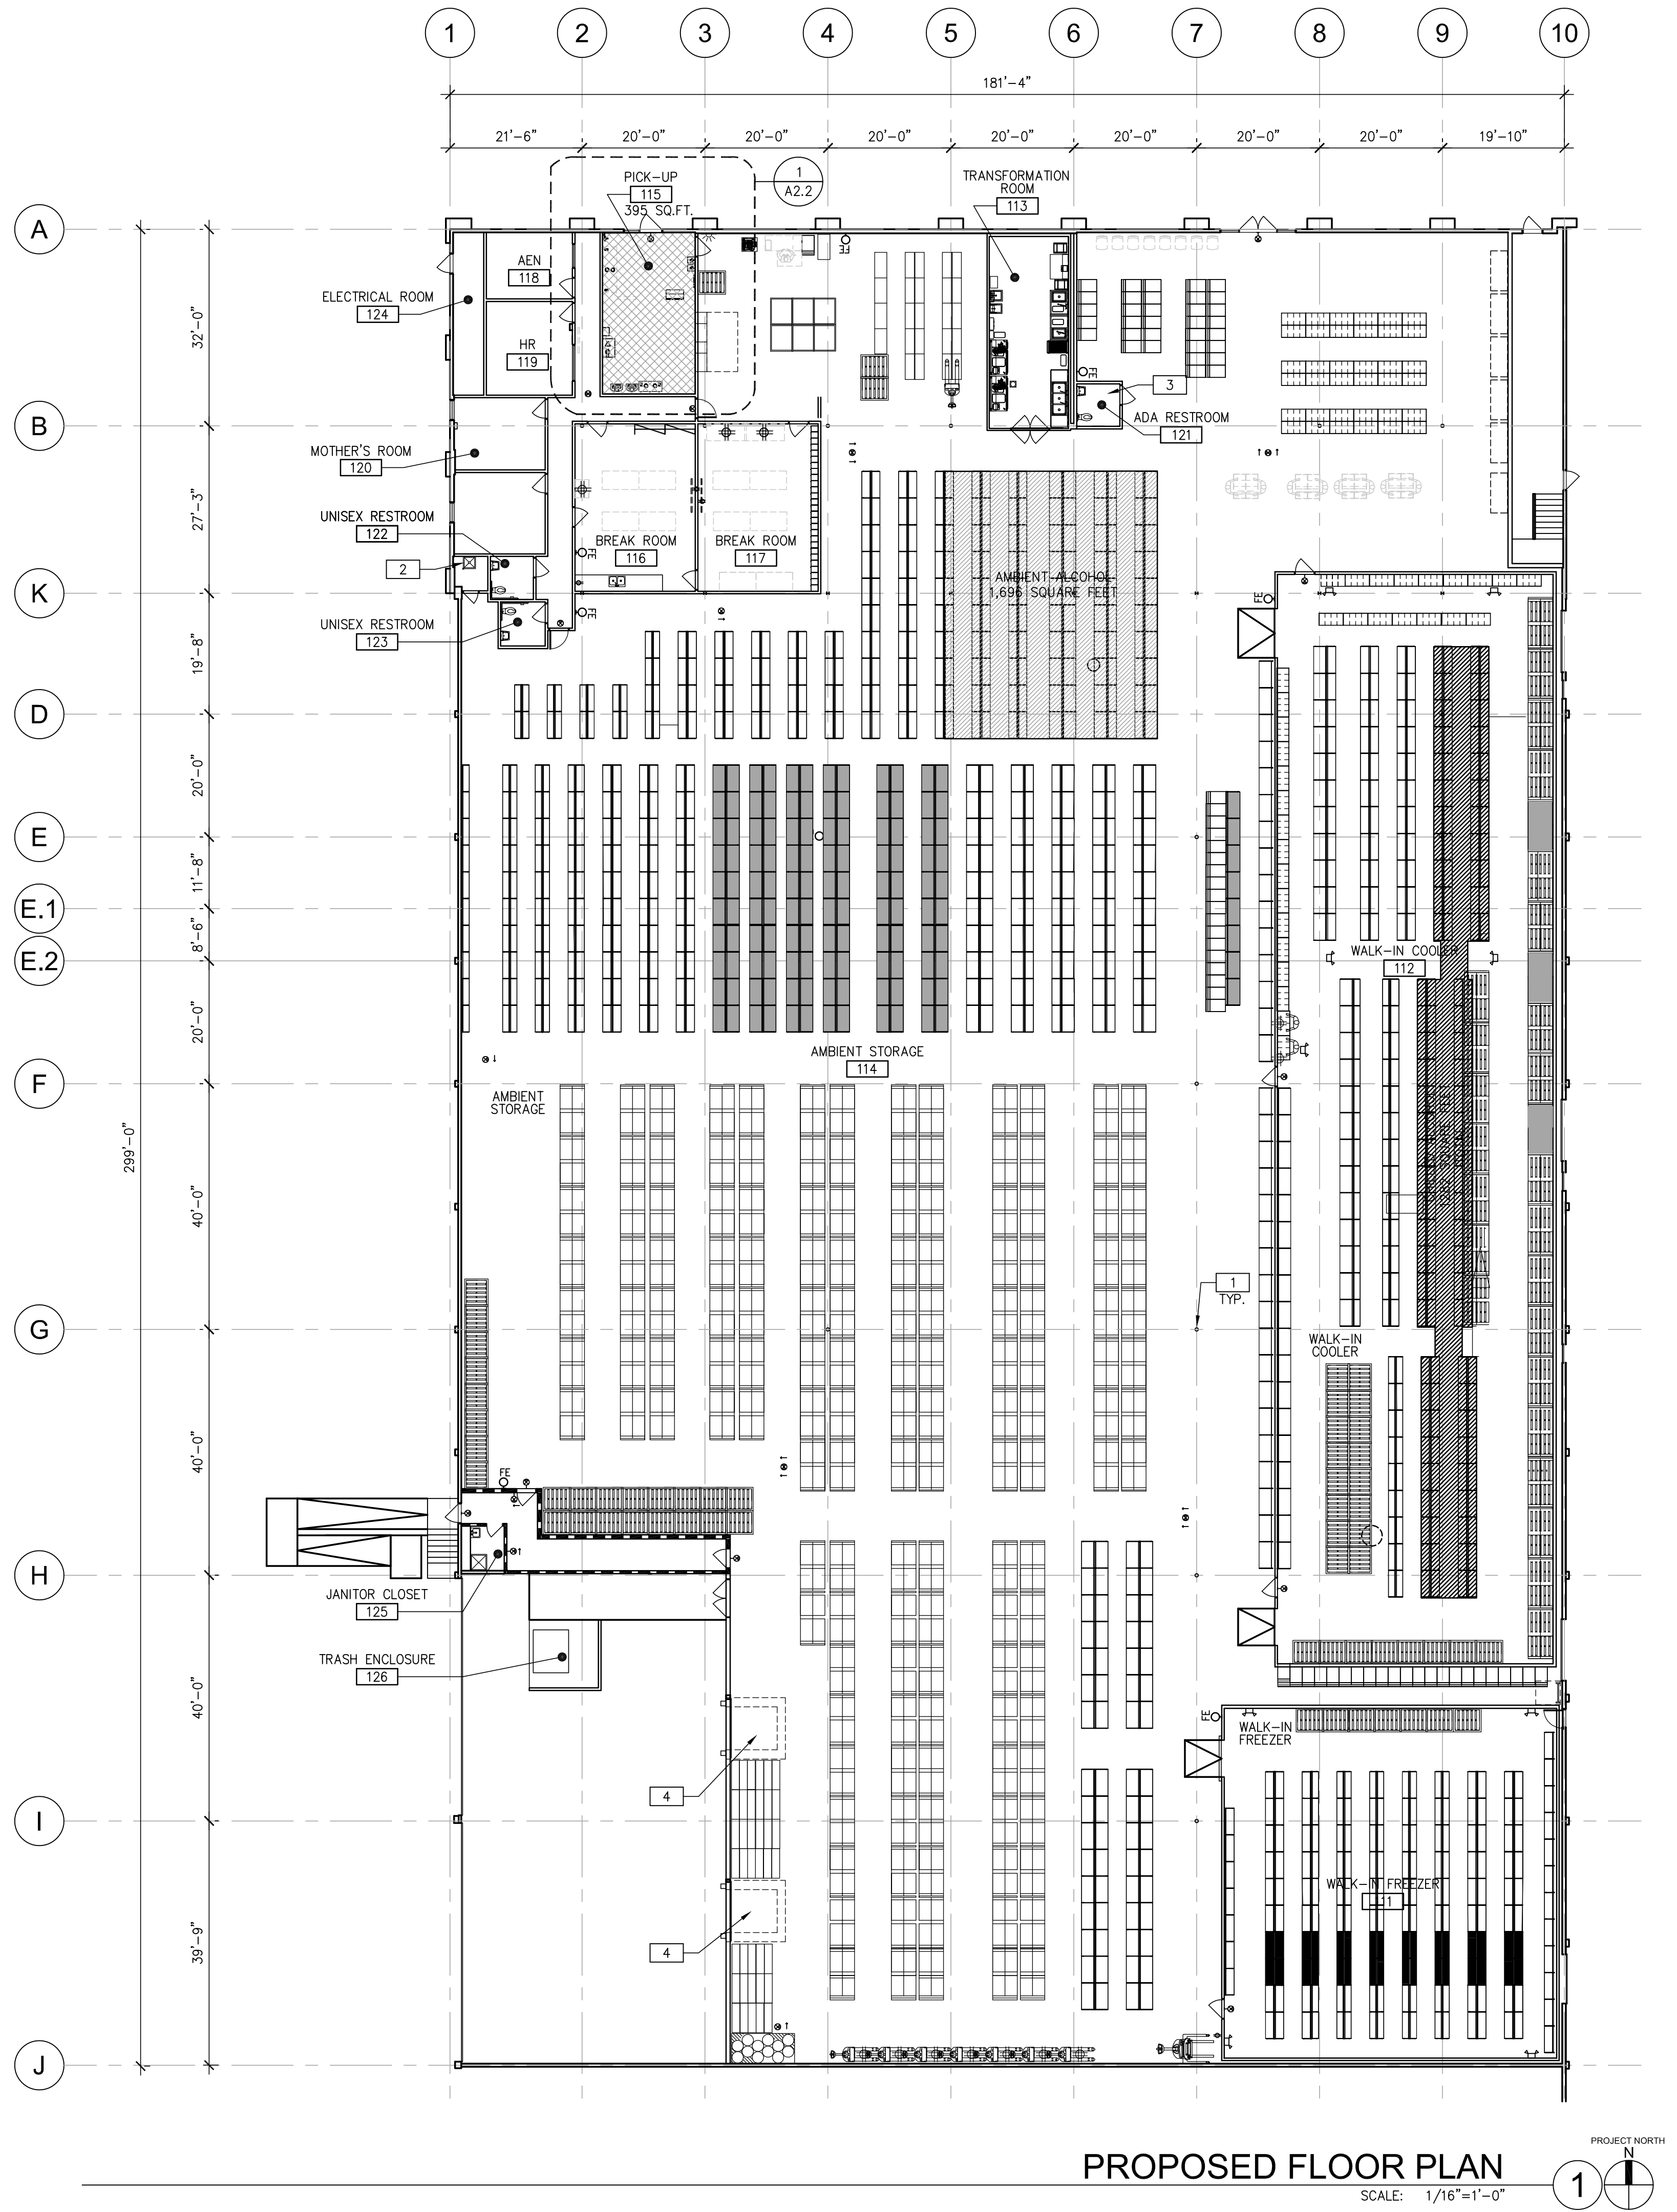 1
2
3
4
5
6
7
8
9
10
181'-4"
21'-6"
20'-0"
20'-0"
20'-0"
20'-0"
20'-0"
20'-0"
20'-0"
19'-10"
PICK-UP
115
395 SQ.FT.
1
A2.2
TRANSFORMATION
ROOM
113
A
AEN
118
FE
ELECTRICAL ROOM
124
32'-0"
HR
119
FE
3
ADA RESTROOM
121
B
MOTHER'S ROOM
120
27'-3"
UNISEX RESTROOM
122
BREAK ROOM
116
BREAK ROOM
117
FE
2
AMBIENT ALCOHOL
1,696 SQUARE FEET
K
FE
FE
UNISEX RESTROOM
123
19'-8"
D
20'-0"
E
11'-8"
E.1
8'-6"
E.2
WALK-IN COOLER
112
20'-0"
AMBIENT STORAGE
114
F
AMBIENT
STORAGE
299'-0"
40'-0"
1
TYP.
G
WALK-IN
COOLER
40'-0"
FE
H
JANITOR CLOSET
125
TRASH ENCLOSURE
126
40'-0"
FE
WALK-IN
FREEZER
4
I
WALK-IN FREEZER
39'-9"
4
J
PROJECT NORTH
N
PROPOSED FLOOR PLAN
1
SCALE: 1/16"=1'-0"